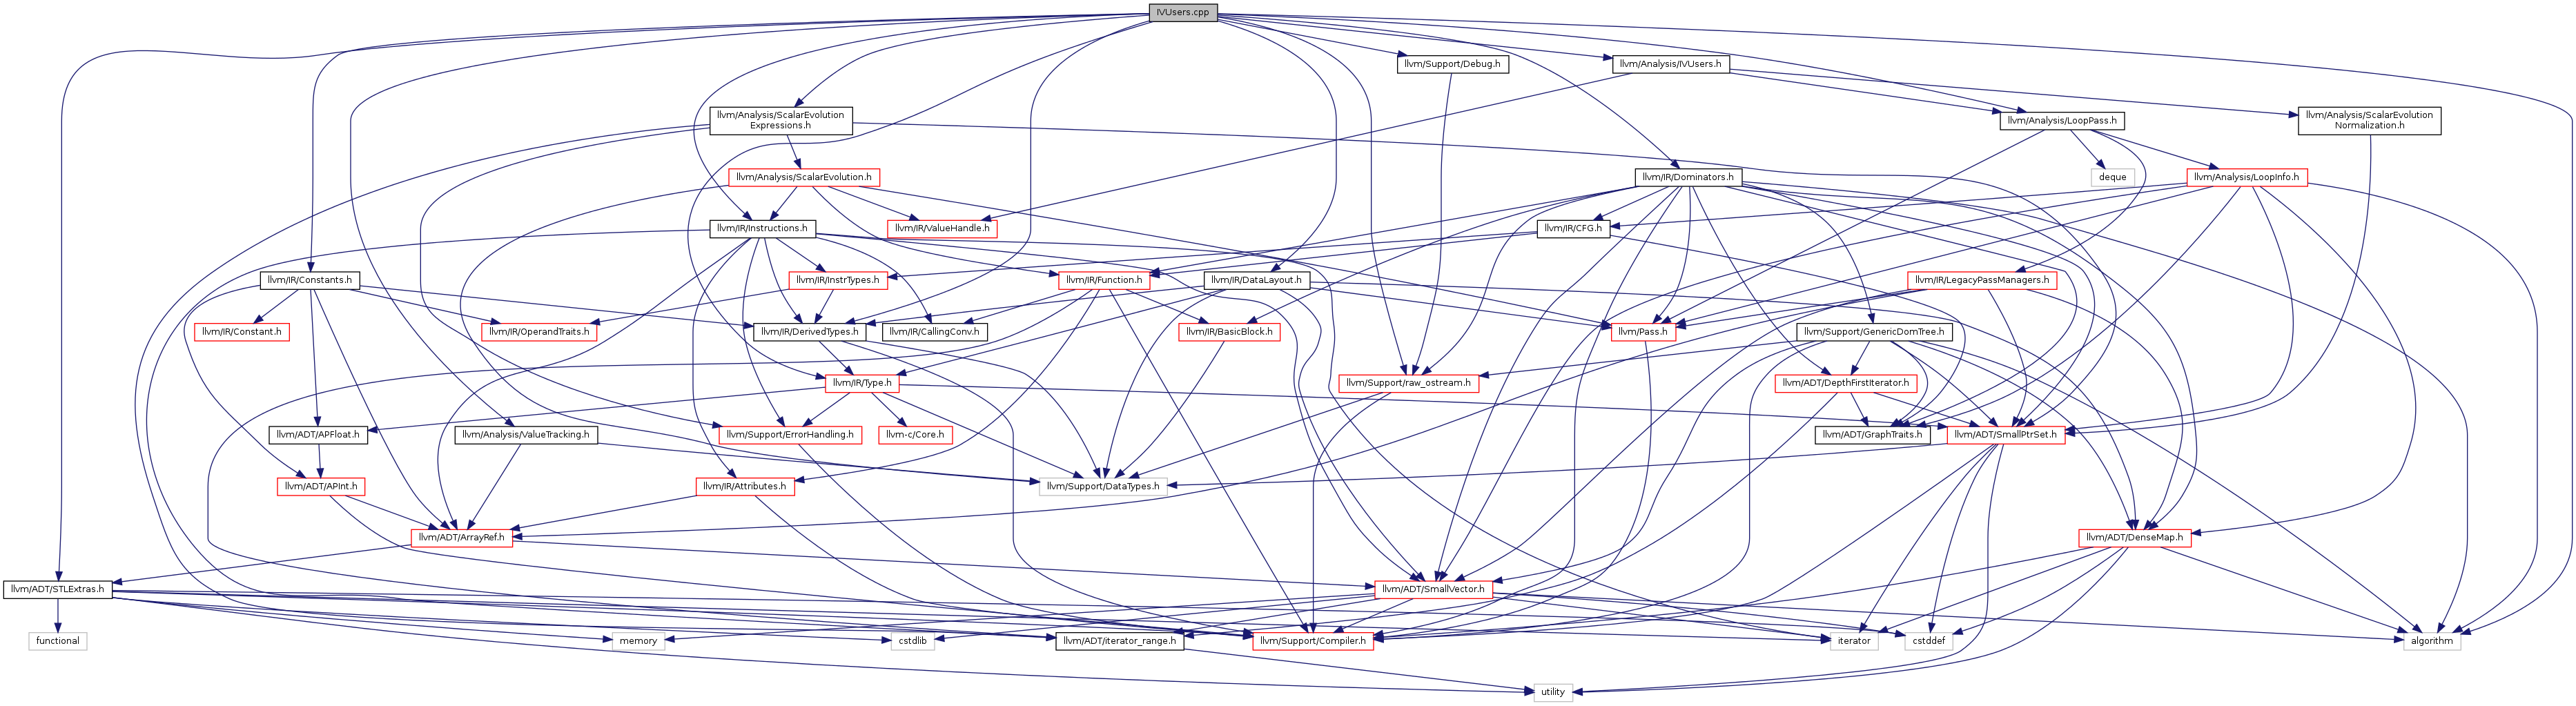 IVUsers.cpp
llvm/Support/Debug.h
llvm/Analysis/IVUsers.h
llvm/Analysis/ScalarEvolution
Expressions.h
llvm/Analysis/LoopPass.h
llvm/Analysis/ScalarEvolution
Normalization.h
llvm/Analysis/ScalarEvolution.h
llvm/IR/Dominators.h
deque
llvm/Analysis/LoopInfo.h
llvm/IR/Instructions.h
llvm/IR/ValueHandle.h
llvm/IR/CFG.h
llvm/IR/Constants.h
llvm/IR/InstrTypes.h
llvm/IR/Function.h
llvm/IR/DataLayout.h
llvm/IR/LegacyPassManagers.h
llvm/IR/Constant.h
llvm/IR/OperandTraits.h
llvm/IR/DerivedTypes.h
llvm/IR/CallingConv.h
llvm/IR/BasicBlock.h
llvm/Pass.h
llvm/Support/GenericDomTree.h
llvm/IR/Type.h
llvm/Support/raw_ostream.h
llvm/ADT/DepthFirstIterator.h
llvm/ADT/APFloat.h
llvm/Analysis/ValueTracking.h
llvm/Support/ErrorHandling.h
llvm-c/Core.h
llvm/ADT/GraphTraits.h
llvm/ADT/SmallPtrSet.h
llvm/ADT/APInt.h
llvm/IR/Attributes.h
llvm/Support/DataTypes.h
llvm/ADT/ArrayRef.h
llvm/ADT/DenseMap.h
llvm/ADT/STLExtras.h
llvm/ADT/SmallVector.h
functional
memory
cstdlib
llvm/ADT/iterator_range.h
llvm/Support/Compiler.h
iterator
cstddef
algorithm
utility